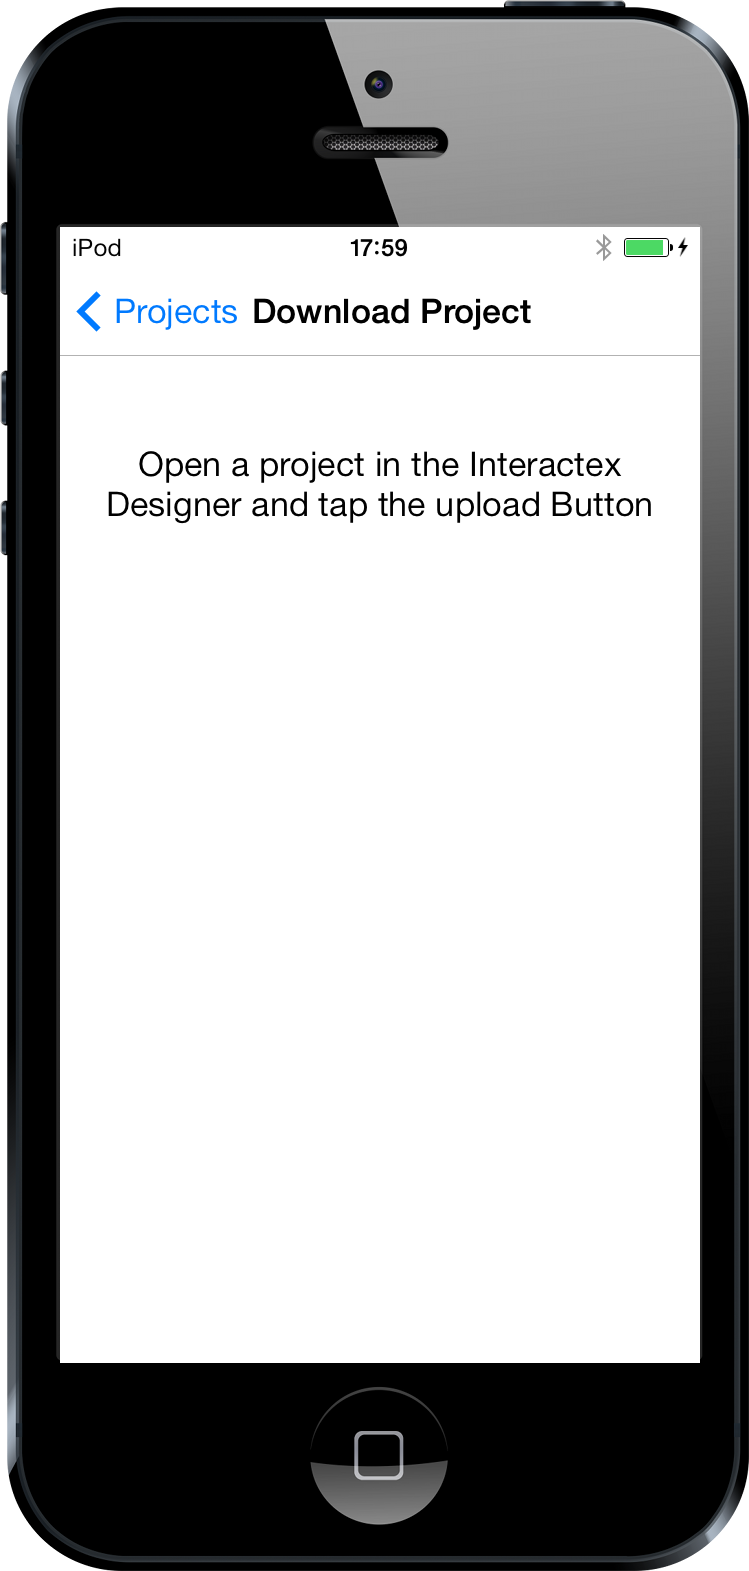 iPod 17:59
Projects Download Project
Open a project in the Interactex
Designer and tap the upload Button